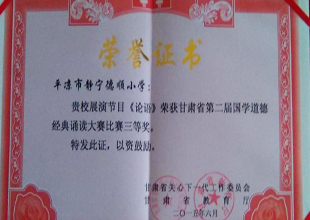 荣誉证书
平凉市静宁德顺小学:
贵校展演节目《论语》荣获甘肃省第二届国学道德
经典诵读大赛比赛三等奖。
特发此证，以资鼓励。
甘肃省关心下一代工作委员会
甘肃省教育厅
二〇一五年六月